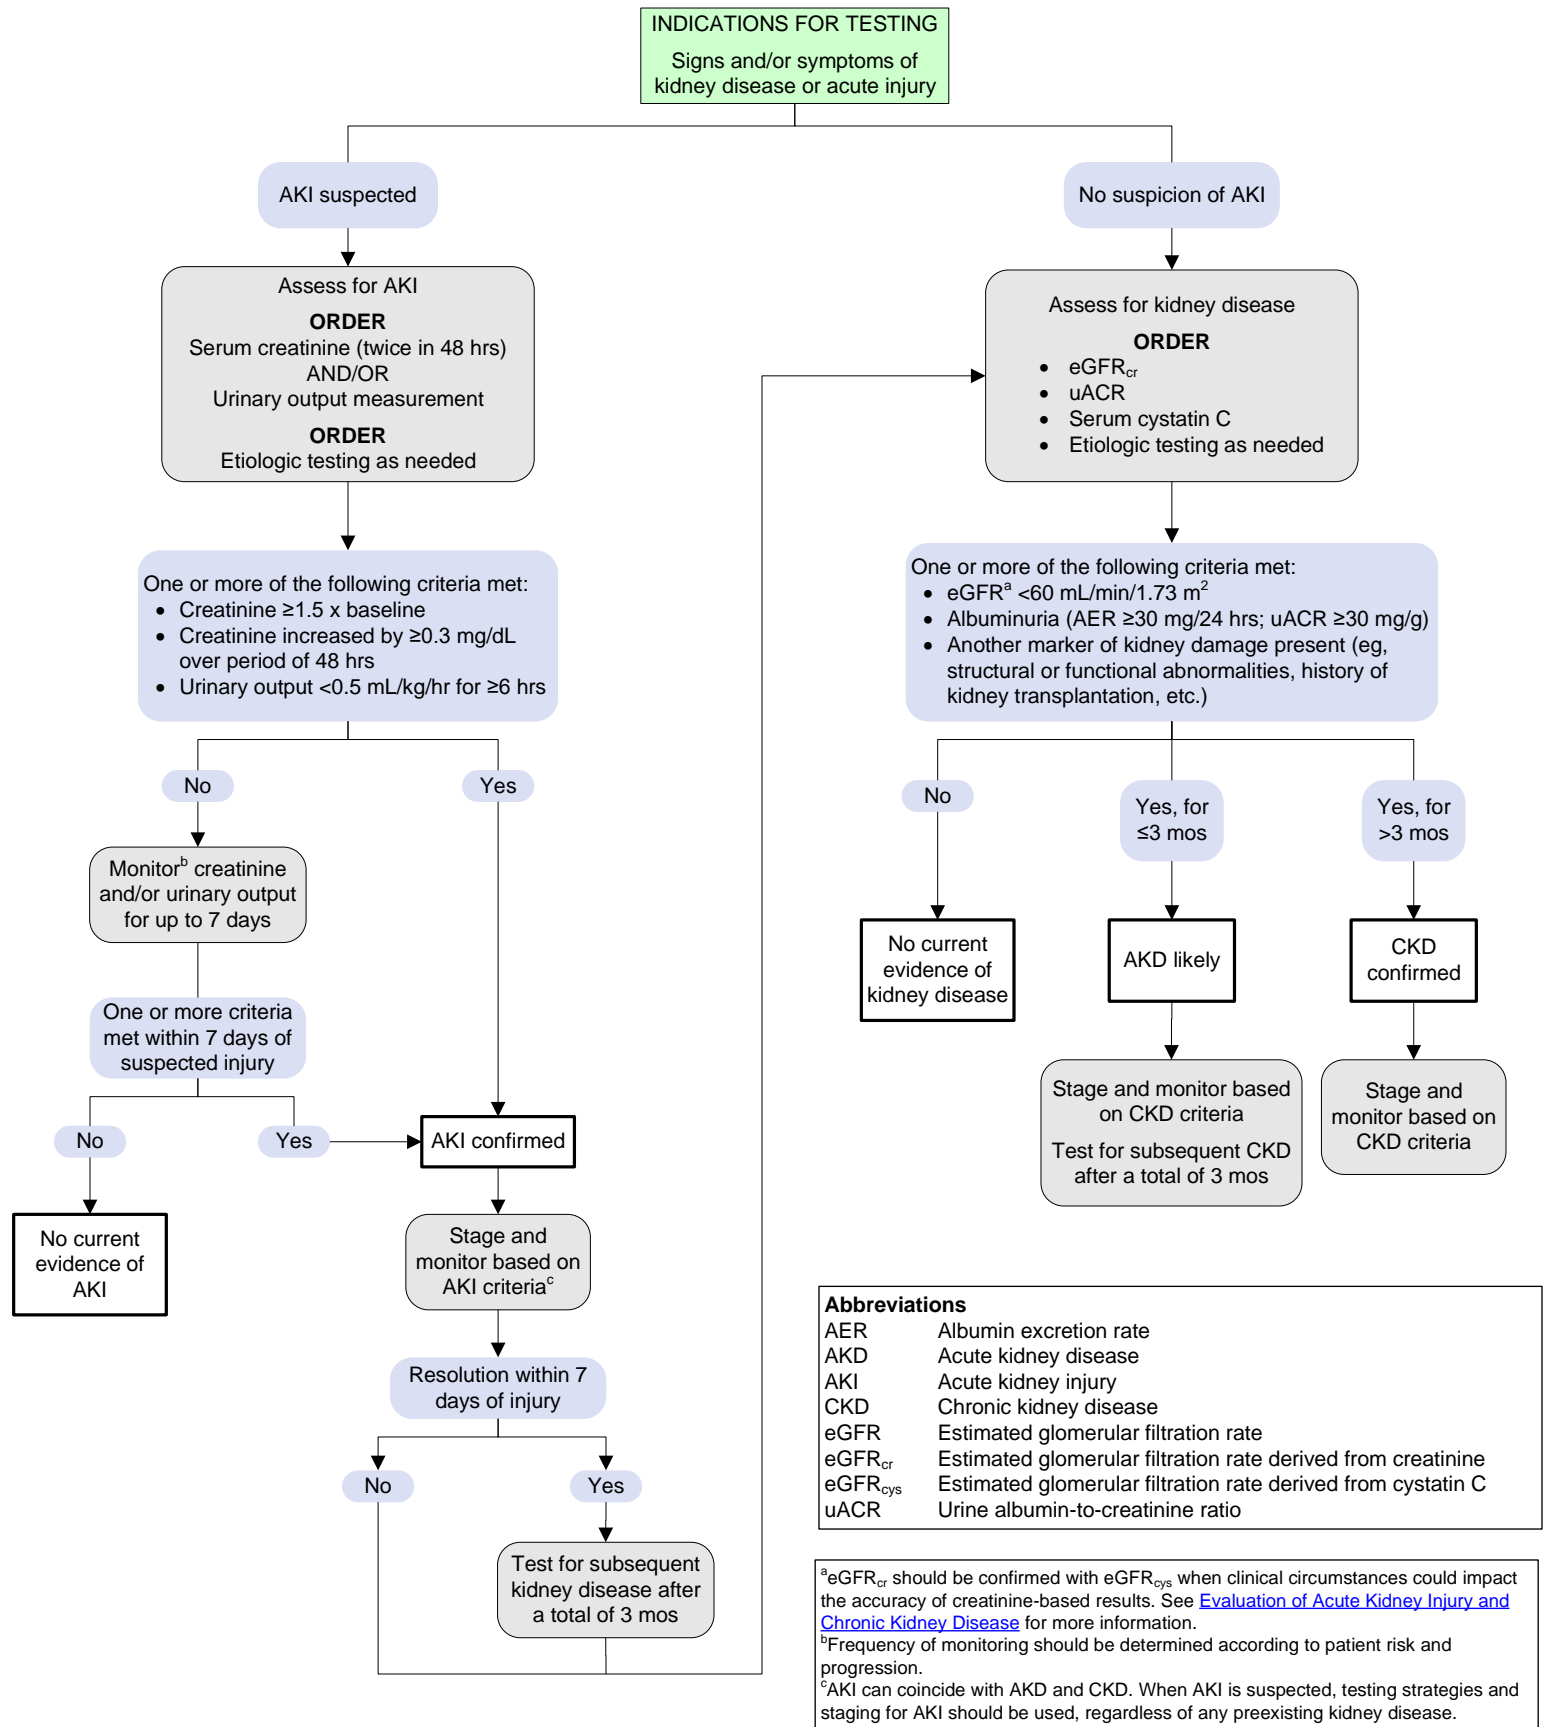 INDICATIONS FOR TESTING
Signs and/or symptoms of
kidney disease or acute injury
AKI suspected
No suspicion of AKI
Assess for AKI
ORDER
Serum creatinine (twice in 48 hrs)
AND/OR
Urinary output measurement
ORDER
Etiologic testing as needed
Assess for kidney disease
ORDER
• eGFRcr
• uACR
• Serum cystatin C
• Etiologic testing as needed
One or more of the following criteria met:
• Creatinine ≥1.5 x baseline
• Creatinine increased by ≥0.3 mg/dL
over period of 48 hrs
• Urinary output <0.5 mL/kg/hr for ≥6 hrs
One or more of the following criteria met:
• eGFRa <60 mL/min/1.73 m2
• Albuminuria (AER ≥30 mg/24 hrs; uACR ≥30 mg/g)
• Another marker of kidney damage present (eg,
structural or functional abnormalities, history of
kidney transplantation, etc.)
No
Yes
No
Yes, for
≤3 mos
Yes, for
>3 mos
Monitorb creatinine
and/or urinary output
for up to 7 days
No current
evidence of
kidney disease
AKD likely
CKD
confirmed
One or more criteria
met within 7 days of
suspected injury
Stage and monitor based
on CKD criteria
Test for subsequent CKD
after a total of 3 mos
Stage and
monitor based on
CKD criteria
No
Yes
AKI confirmed
No current
evidence of
AKI
Stage and
monitor based on
AKI criteriac
Resolution within 7
days of injury
No
Yes
Test for subsequent
kidney disease after
a total of 3 mos
Abbreviations
AER Albumin excretion rate
AKD Acute kidney disease
AKI Acute kidney injury
CKD Chronic kidney disease
eGFR Estimated glomerular filtration rate
eGFRcr Estimated glomerular filtration rate derived from creatinine
eGFRcys Estimated glomerular filtration rate derived from cystatin C
uACR Urine albumin-to-creatinine ratio
aeGFRcr should be confirmed with eGFRcys when clinical circumstances could impact
the accuracy of creatinine-based results. See Evaluation of Acute Kidney Injury and
Chronic Kidney Disease for more information.
bFrequency of monitoring should be determined according to patient risk and
progression.
cAKI can coincide with AKD and CKD. When AKI is suspected, testing strategies and
staging for AKI should be used, regardless of any preexisting kidney disease.